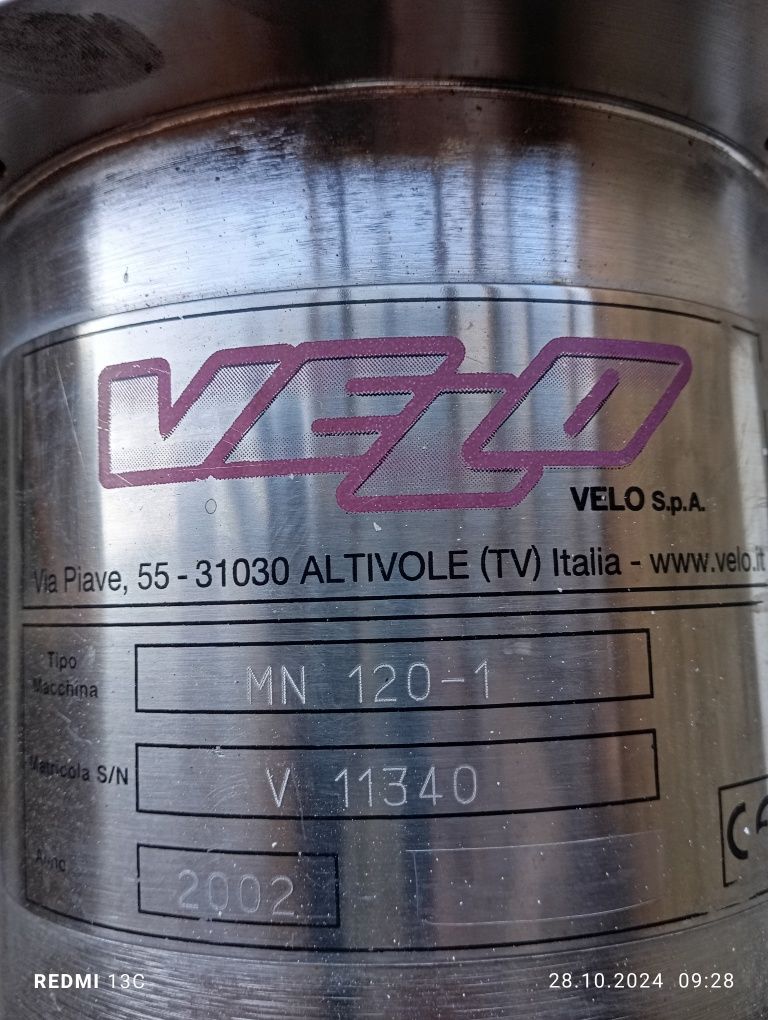 VELO
VELO S.p.A.
Via Piave, 55 - 31030 ALTIVOLE (TV) Italia - www.velo.it
Tipo
Macchina
MN 120-1
Matricola S/N
V 11340
Anno
2002
CE
REDMI 13C
28.10.2024 09:28